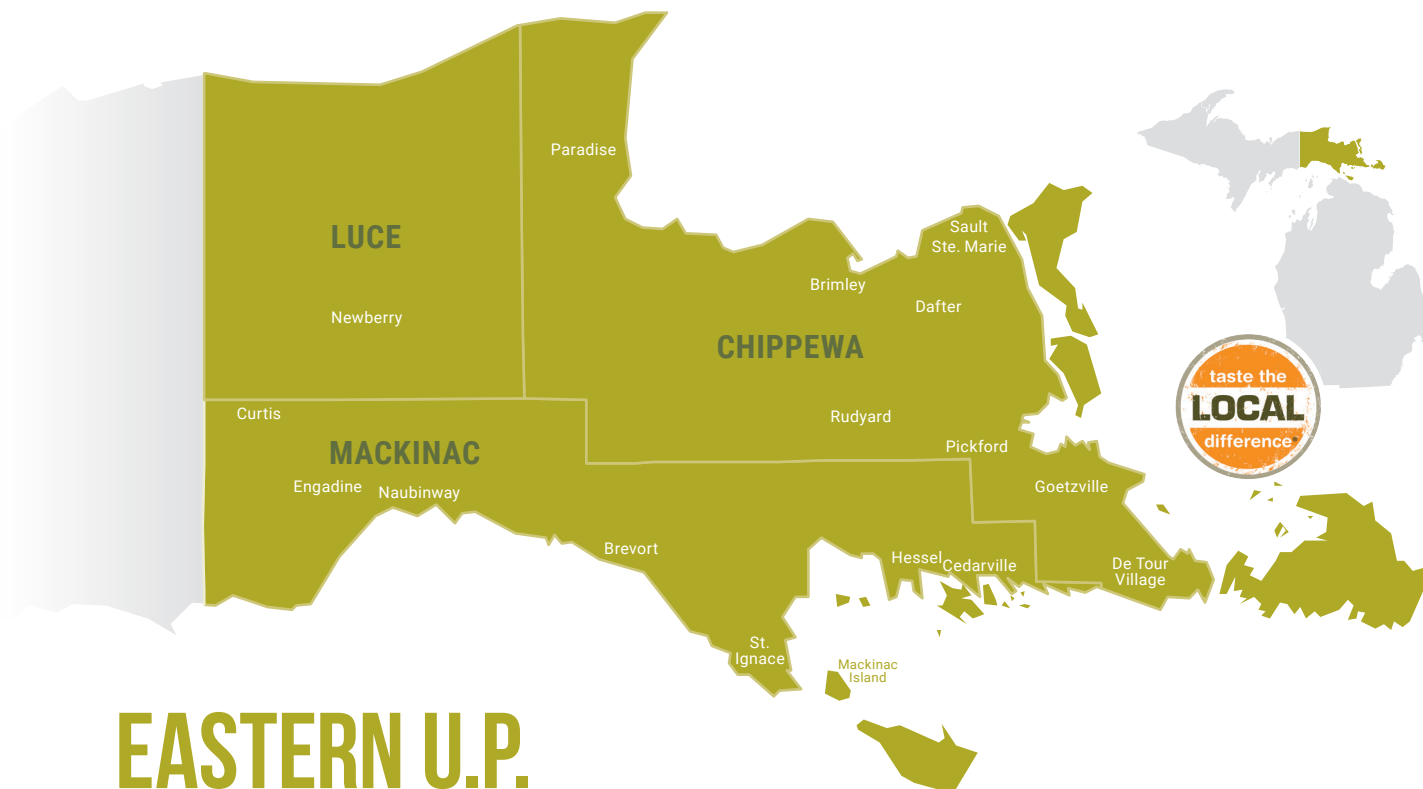 Paradise
LUCE
Sault
Ste. Marie
Brimley
Newberry
Dafter
CHIPPEWA
taste the
LOCAL
difference
Curtis
Rudyard
MACKINAC
Pickford
Engadine
Naubinway
Goetzville
Brevort
Hessel
Cedarville
De Tour
Village
St.
Ignace
Mackinac
Island
EASTERN U.P.